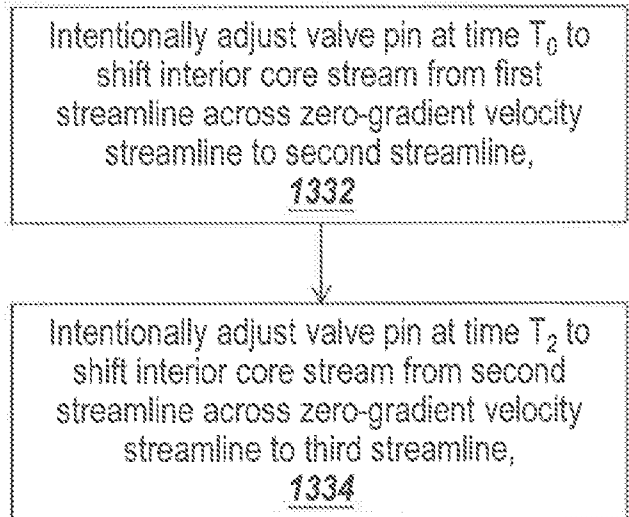 Intentionally adjust valve pin at time T₀ to
shift interior core stream from first
streamline across zero-gradient velocity
streamline to second streamline,
1332
Intentionally adjust valve pin at time T₂ to
shift interior core stream from second
streamline across zero-gradient velocity
streamline to third streamline,
1334